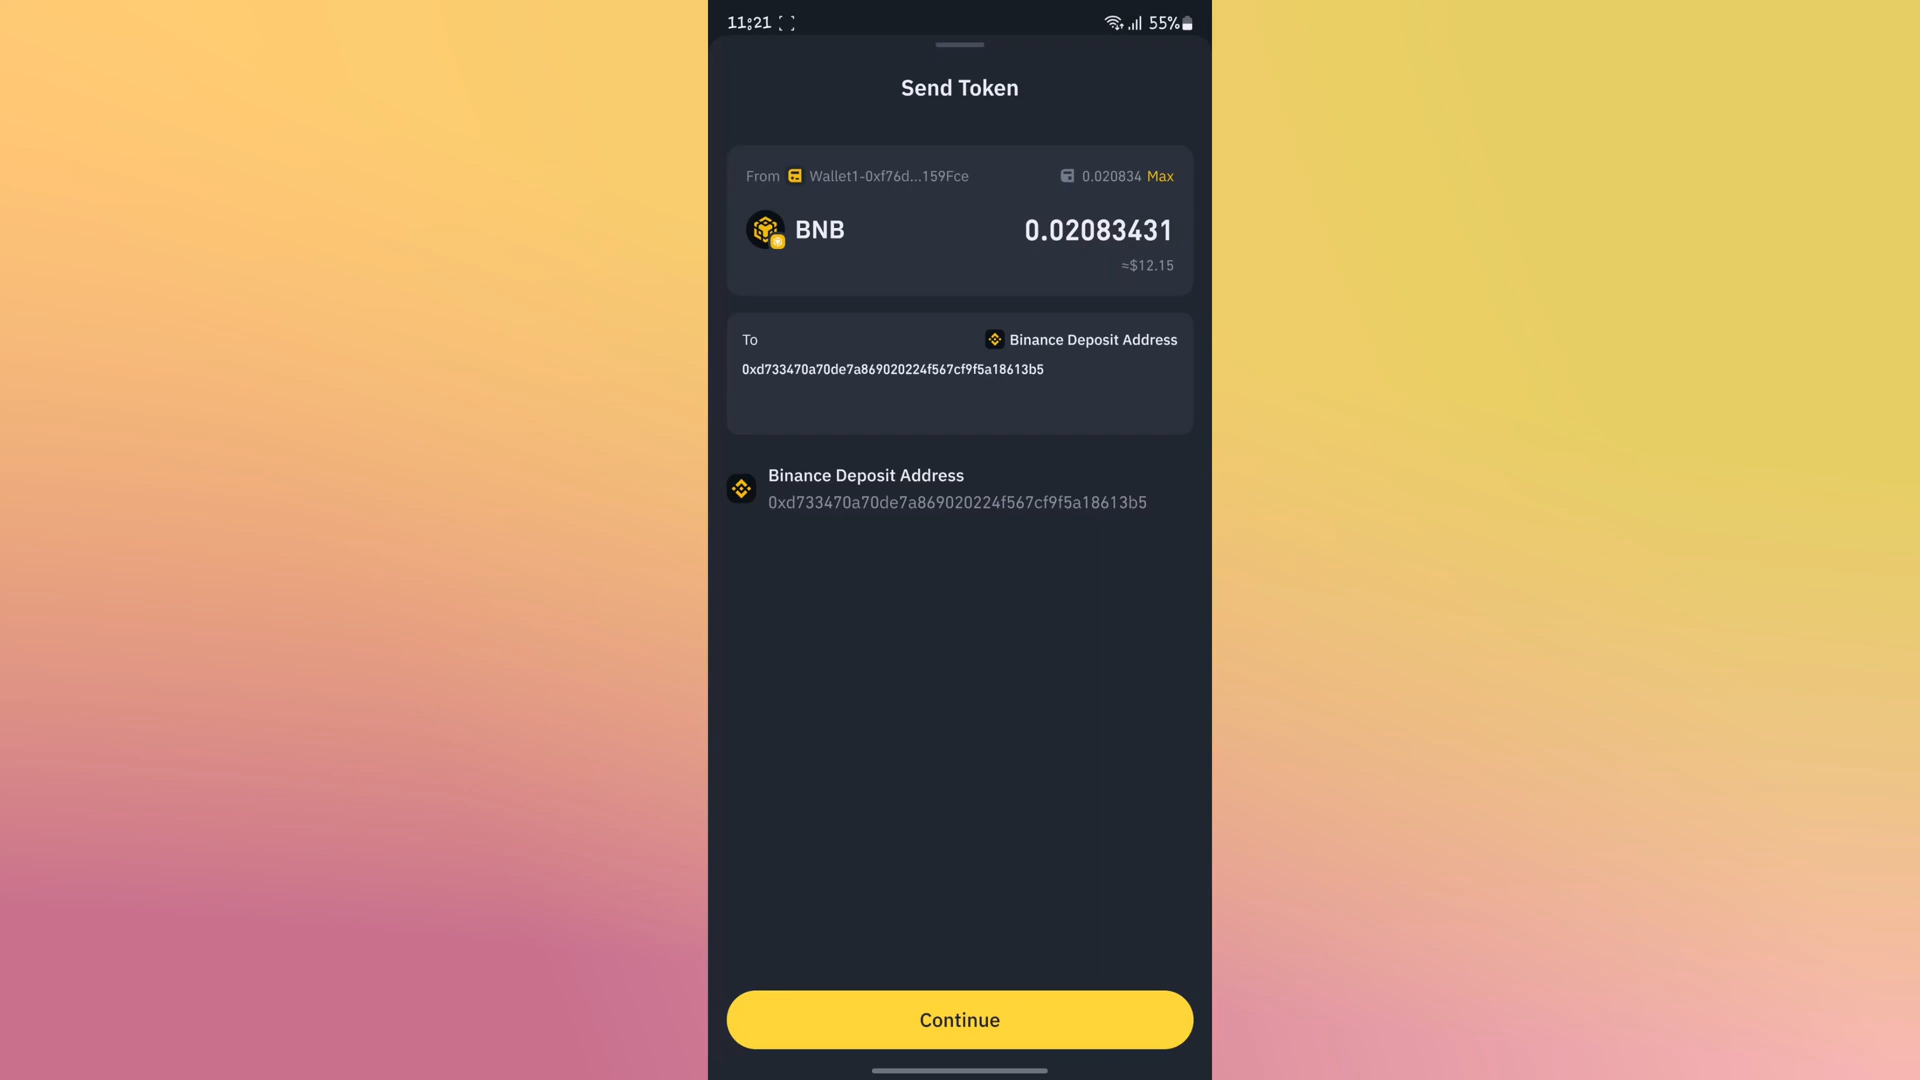 11:21 55%
Send Token
From Wallet1-0xf76d...159Fce 0.020834 Max
BNB 0.02083431
≈$12.15
To Binance Deposit Address
0xd733470a70de7a869020224f567cf9f5a18613b5
Binance Deposit Address
0xd733470a70de7a869020224f567cf9f5a18613b5
Continue